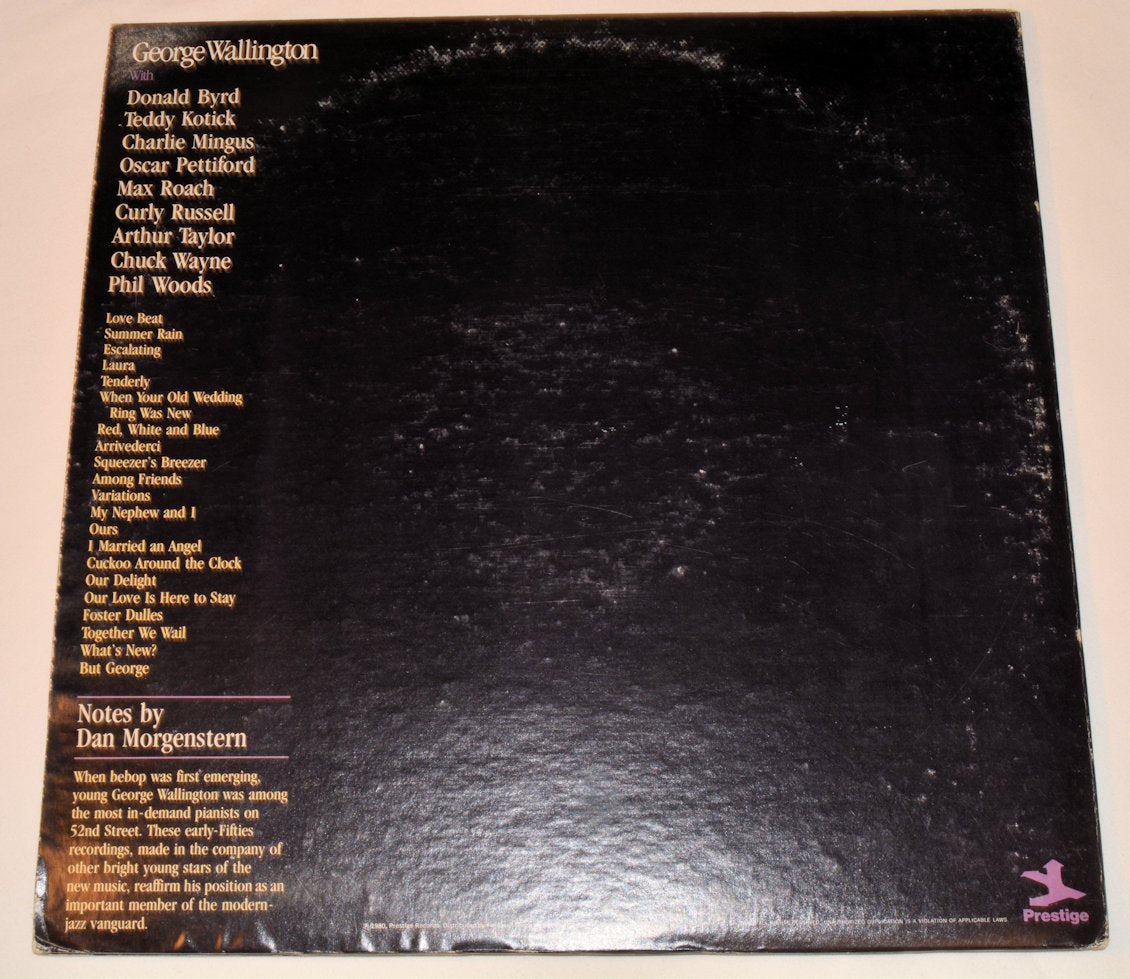 George Wallington
With
Donald Byrd
Teddy Kotick
Charlie Mingus
Oscar Pettiford
Max Roach
Curly Russell
Arthur Taylor
Chuck Wayne
Phil Woods
Love Beat
Summer Rain
Escalating
Laura
Tenderly
When Your Old Wedding
Ring Was New
Red, White and Blue
Arrivederci
Squeezer's Breezer
Among Friends
Variations
My Nephew and I
Ours
I Married an Angel
Cuckoo Around the Clock
Our Delight
Our Love Is Here to Stay
Foster Dulles
Together We Wail
What's New?
But George
Notes by
Dan Morgenstern
When bebop was first emerging,
young George Wallington was among
the most in-demand pianists on
52nd Street. These early-Fifties
recordings, made in the company of
other bright young stars of the
new music, reaffirm his position as an
important member of the modern-
jazz vanguard.
1980, Prestige Records.
DUPLICATION IS A VIOLATION OF APPLICABLE LAWS
Prestige